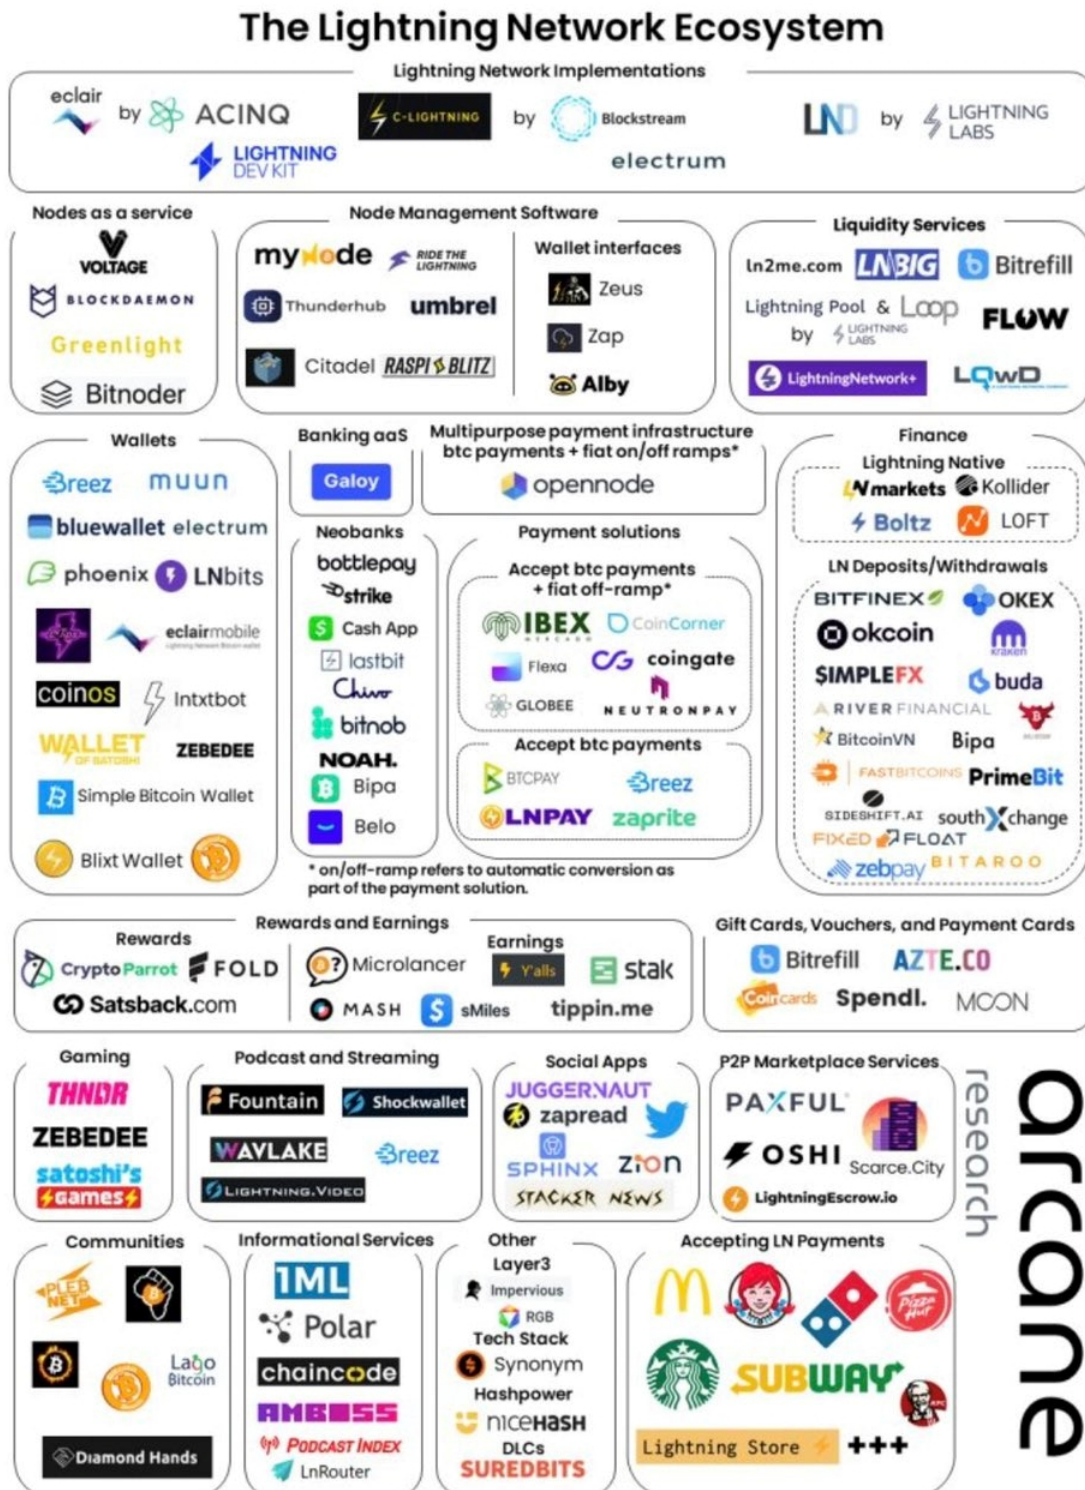 The Lightning Network Ecosystem
Lightning Network Implementations
eclair by ACINQ
C-LIGHTNING by Blockstream
LND by LIGHTNING LABS
LIGHTNING DEV KIT
electrum
Nodes as a service
VOLTAGE
BLOCKDAEMON
Greenlight
Bitnoder
Node Management Software
mynode RIDE THE LIGHTNING
Thunderhub umbrel
Citadel RASPIBLITZ
Wallet interfaces
Zeus
Zap
Alby
Liquidity Services
ln2me.com LNBIG Bitrefill
Lightning Pool & Loop
by LIGHTNING LABS
FLOW
LightningNetwork+ LQwD
Wallets
Breez muun
bluewallet electrum
phoenix LNbits
eclairmobile
Lightning Network Bitcoin wallet
coinos lntxtbot
WALLET OF SATOSHI ZEBEDEE
Simple Bitcoin Wallet
Blixt Wallet
Banking aaS
Galoy
Multipurpose payment infrastructure
btc payments + fiat on/off ramps*
opennode
Neobanks
bottlepay
strike
Cash App
lastbit
Chivo
bitnob
NOAH.
Bipa
Belo
Payment solutions
Accept btc payments
+ fiat off-ramp*
IBEX
MERCADO
CoinCorner
Flexa coingate
GLOBEE NEUTRONPAY
Accept btc payments
BTCPAY Breez
LNPAY zaprite
* on/off-ramp refers to automatic conversion as
part of the payment solution.
Finance
Lightning Native
LNmarkets Kollider
Boltz LOFT
LN Deposits/Withdrawals
BITFINEX OKEX
okcoin kraken
SIMPLEFX buda
RIVER FINANCIAL
BitcoinVN Bipa
FASTBITCOINS PrimeBit
SIDESHIFT.AI southXchange
FIXEDFLOAT
zebpay BITAROO
Rewards and Earnings
Rewards
CryptoParrot FOLD
Satsback.com
Earnings
Microlancer Y'alls stak
MASH sMiles tippin.me
Gift Cards, Vouchers, and Payment Cards
Bitrefill AZTE.CO
Coincards Spendl. MOON
Gaming
THNDR
ZEBEDEE
satoshi's
games
Podcast and Streaming
Fountain Shockwallet
WAVLAKE Breez
LIGHTNING.VIDEO
Social Apps
JUGGERNAUT
zapread
SPHINX zion
STACKER NEWS
P2P Marketplace Services
PAXFUL
OSHI Scarce.City
LightningEscrow.io
research
arcane
Communities
PLEB NET
Lago Bitcoin
Diamond Hands
Informational Services
1ML
Polar
chaincode
AMBOSS
PODCAST INDEX
LnRouter
Other
Layer3
Impervious
RGB
Tech Stack
Synonym
Hashpower
NICEHASH
DLCs
SUREDBITS
Accepting LN Payments
Pizza Hut
SUBWAY
KFC
Lightning Store +++